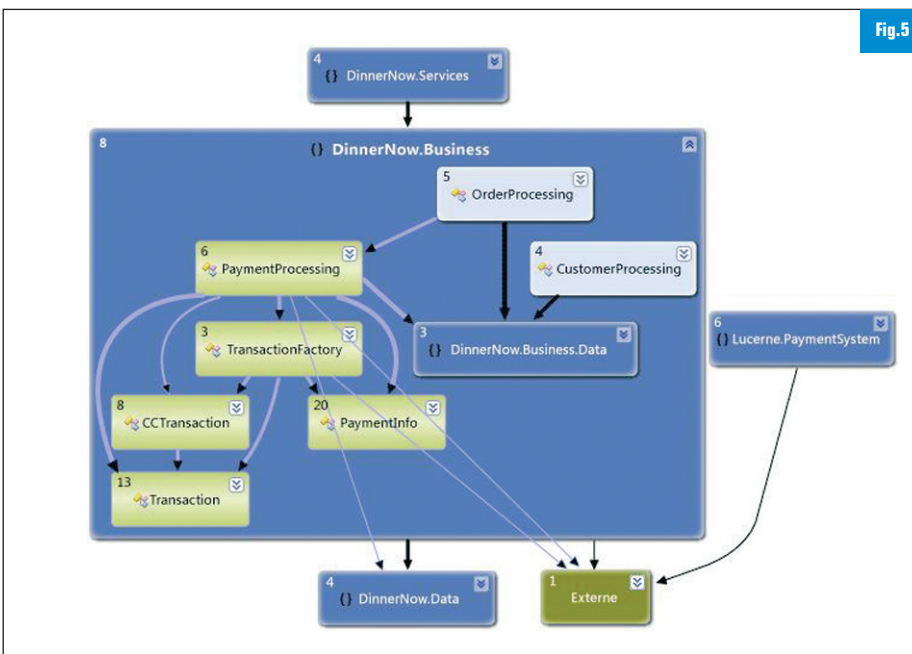 Fig.5
4
{} DinnerNow.Services
8
{} DinnerNow.Business
5
OrderProcessing
6
PaymentProcessing
4
CustomerProcessing
3
TransactionFactory
3
{} DinnerNow.Business.Data
6
{} Lucerne.PaymentSystem
8
CCTransaction
20
PaymentInfo
13
Transaction
4
{} DinnerNow.Data
1
Externe